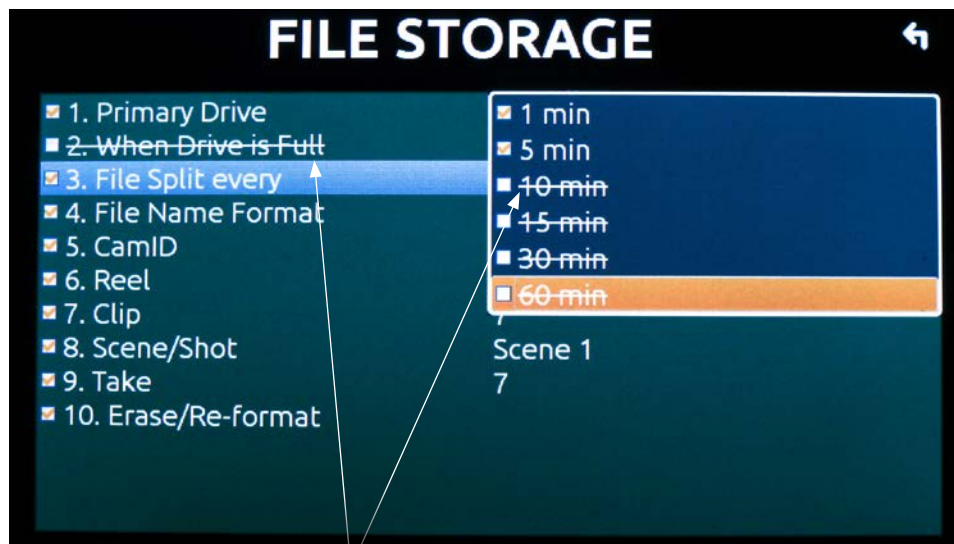 FILE STORAGE
1. Primary Drive
2. When Drive is Full
3. File Split every
4. File Name Format
5. CamID
6. Reel
7. Clip
8. Scene/Shot
9. Take
10. Erase/Re-format
1 min
5 min
10 min
15 min
30 min
60 min
Scene 1
7